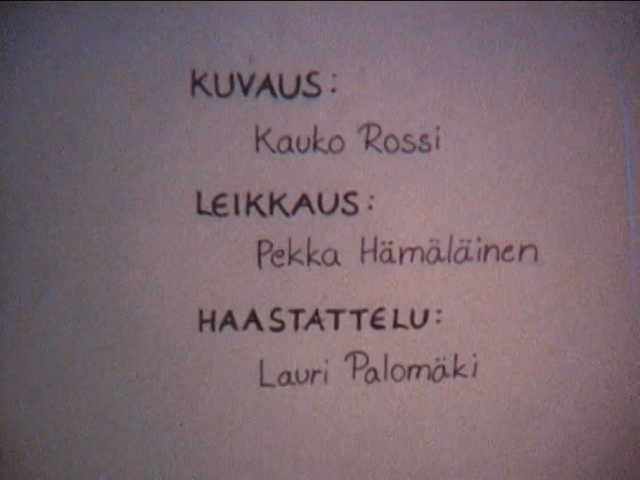 KUVAUS:
Kauko Rossi
LEIKKAUS:
Pekka Hämäläinen
HAASTATTELU:
Lauri Palomäki